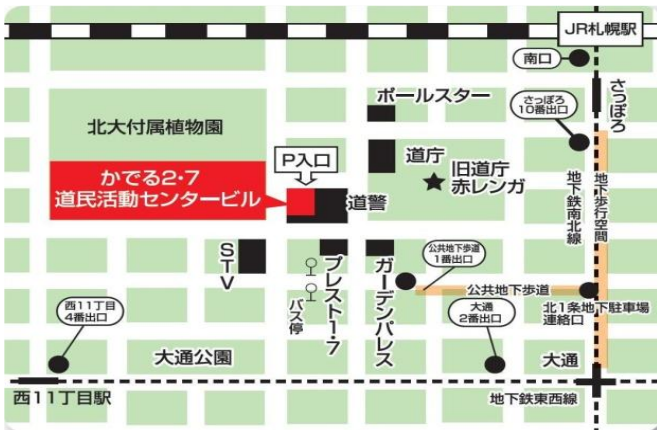 JR札幌駅
南口
さっぽろ
ポールスター
さっぽろ
10番出口
北大付属植物園
P入口
道庁
旧道庁
赤レンガ
かでる2・7
道民活動センタービル
道警
地下鉄南北線
地下歩行空間
STV
プレスト1・7
ガーデンパレス
公共地下歩道
1番出口
バス停
公共地下歩道
西11丁目
4番出口
大通
2番出口
北1条地下駐車場
連絡口
大通公園
大通
西11丁目駅
地下鉄東西線